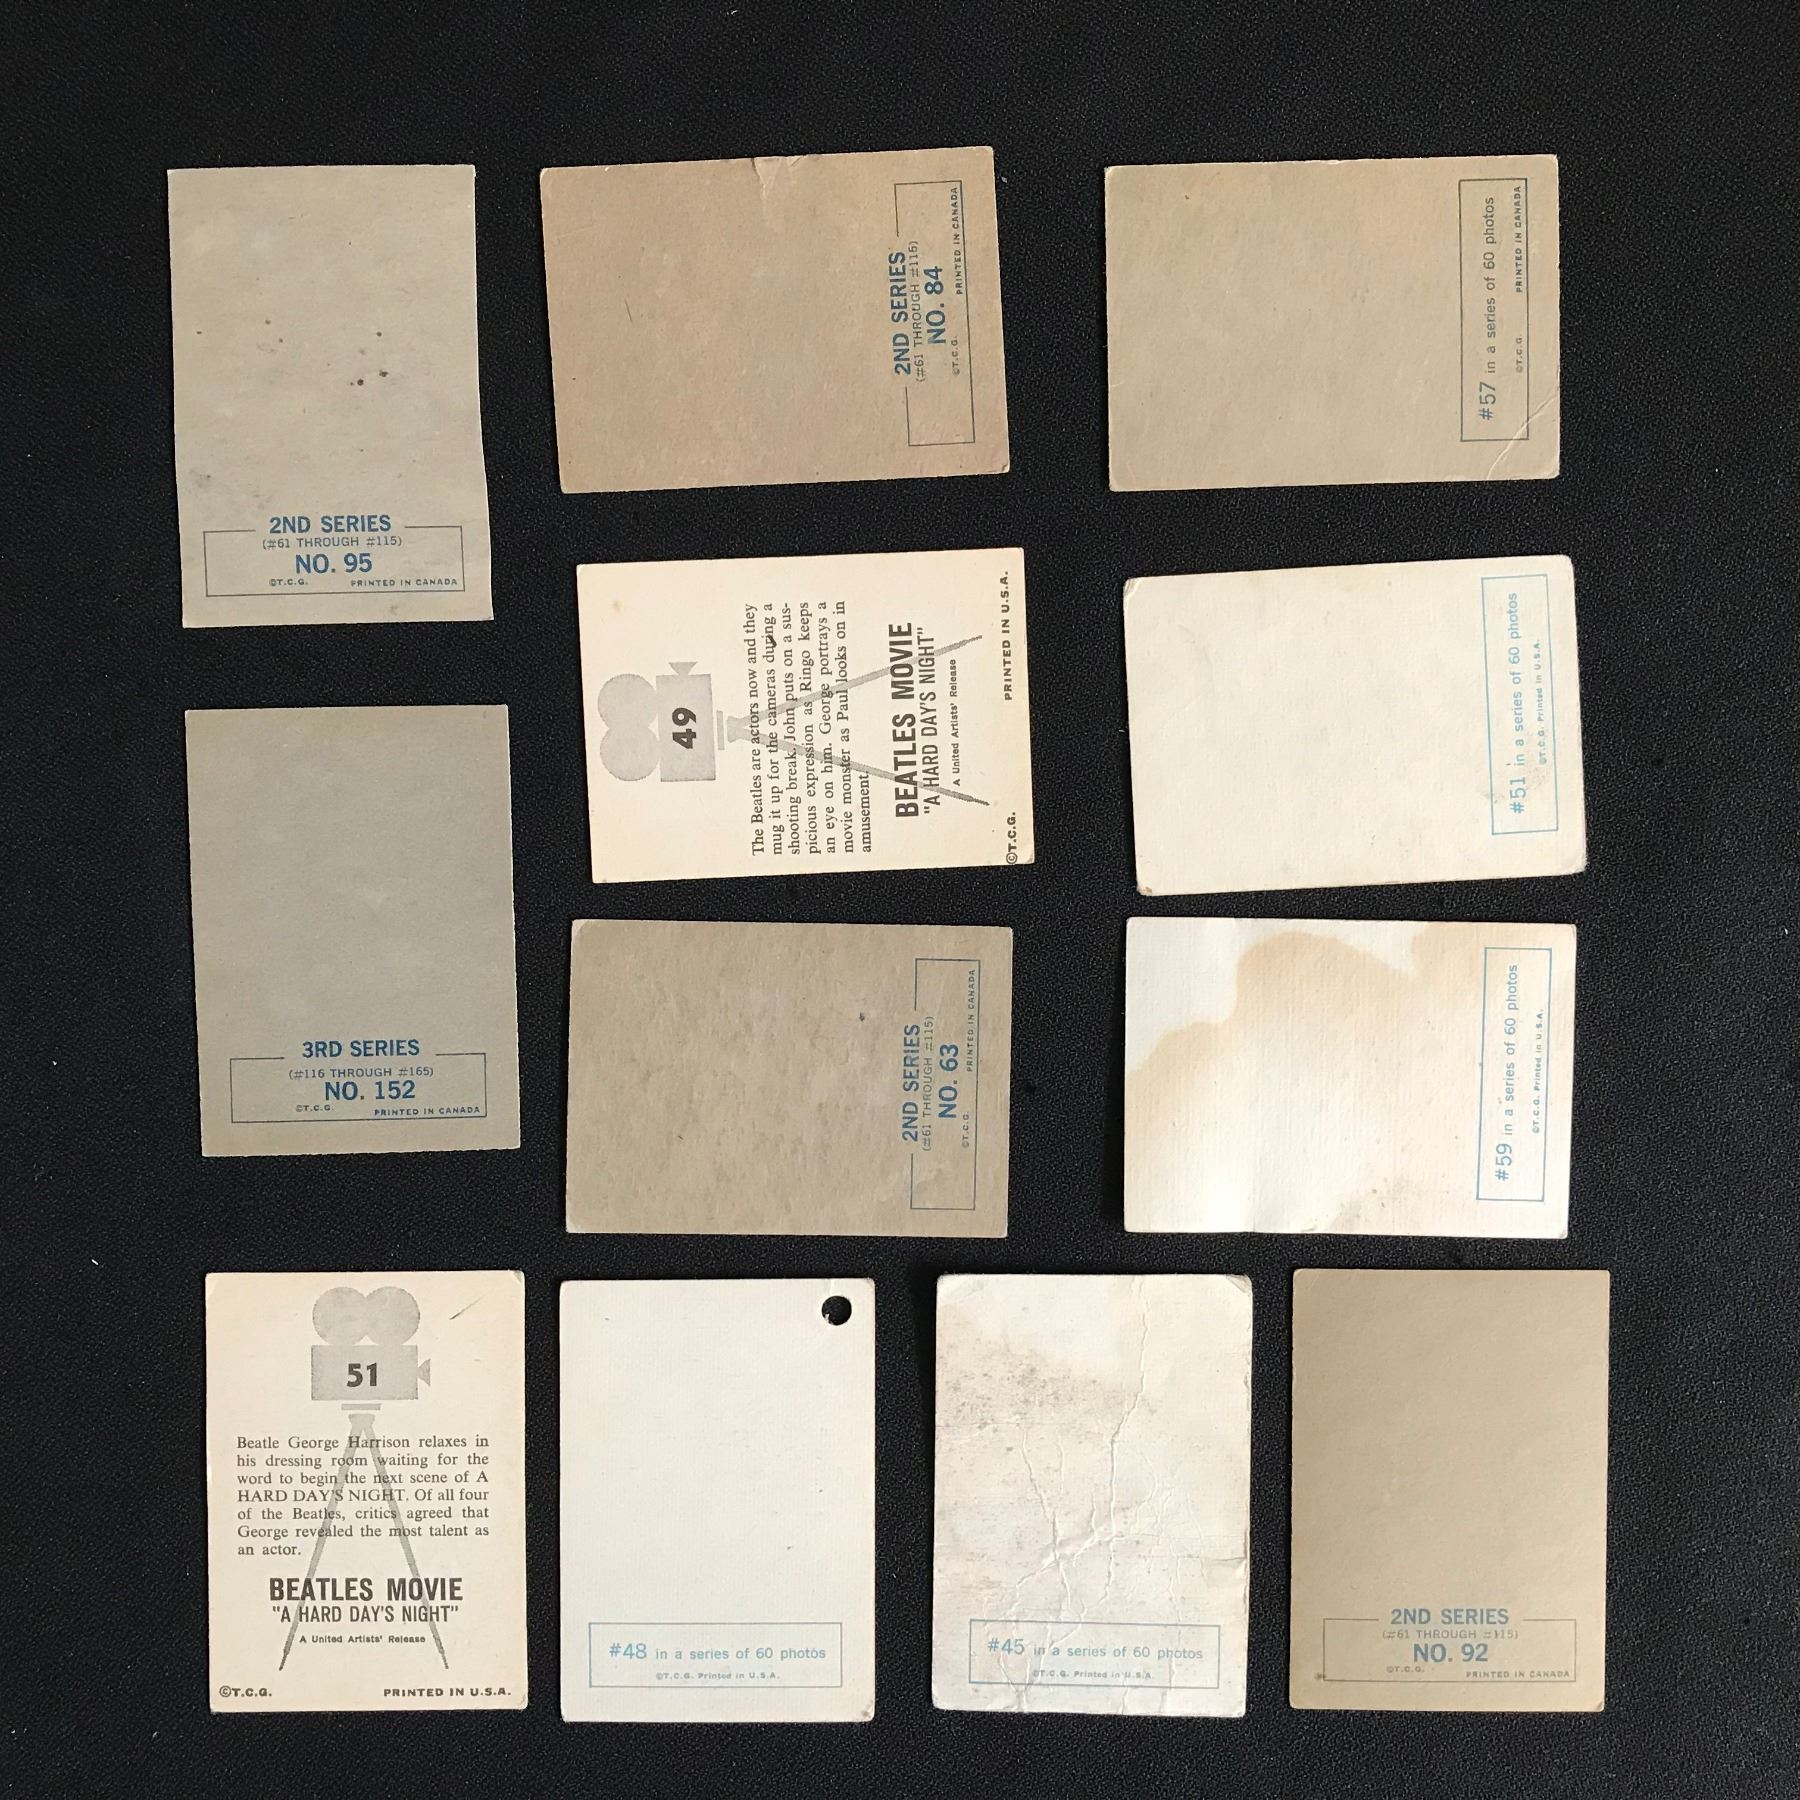 2ND SERIES
(#61 THROUGH #115)
NO. 95
©T.C.G. PRINTED IN CANADA
2ND SERIES
(#61 THROUGH #115)
NO. 84
©T.C.G. PRINTED IN CANADA
#57 in a series of 60 photos
©T.C.G. PRINTED IN CANADA
3RD SERIES
(#116 THROUGH #165)
NO. 152
©T.C.G. PRINTED IN CANADA
49
The Beatles are actors now and they
mug it up for the cameras during a
shooting break. John puts on a sus-
picious expression as Ringo keeps
an eye on him. George portrays a
movie monster as Paul looks on in
amusement.
BEATLES MOVIE
"A HARD DAY'S NIGHT"
A United Artists' Release
©T.C.G. PRINTED IN U.S.A.
#51 in a series of 60 photos
©T.C.G. Printed in U.S.A.
2ND SERIES
(#61 THROUGH #115)
NO. 63
©T.C.G. PRINTED IN CANADA
#59 in a series of 60 photos
©T.C.G. Printed in U.S.A.
51
Beatle George Harrison relaxes in
his dressing room waiting for the
word to begin the next scene of A
HARD DAY'S NIGHT. Of all four
of the Beatles, critics agreed that
George revealed the most talent as
an actor.
BEATLES MOVIE
"A HARD DAY'S NIGHT"
A United Artists' Release
©T.C.G. PRINTED IN U.S.A.
#48 in a series of 60 photos
©T.C.G. Printed in U.S.A.
#45 in a series of 60 photos
©T.C.G. Printed in U.S.A.
2ND SERIES
(#61 THROUGH #115)
NO. 92
©T.C.G. PRINTED IN CANADA